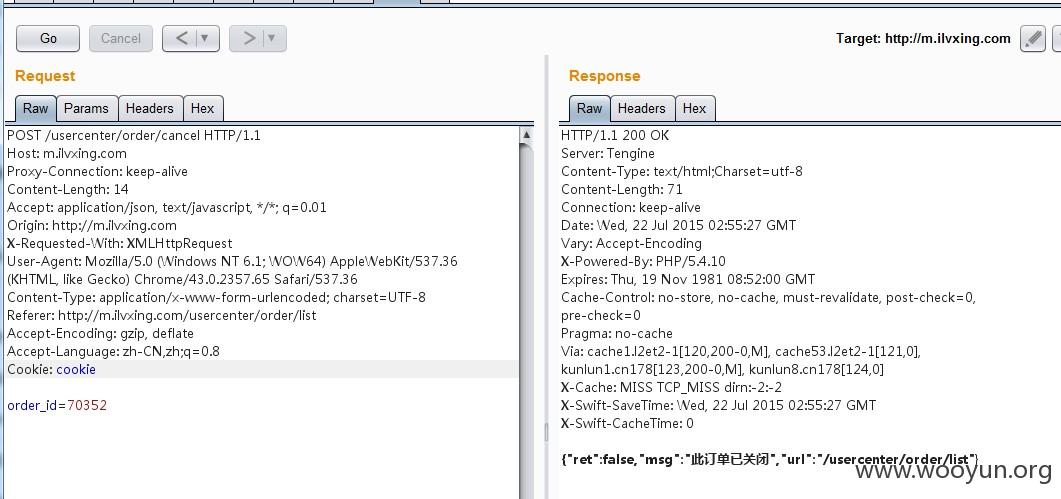 Go
Cancel
<
>
Target: http://m.ilvxing.com
Request
Raw
Params
Headers
Hex
POST /usercenter/order/cancel HTTP/1.1
Host: m.ilvxing.com
Proxy-Connection: keep-alive
Content-Length: 14
Accept: application/json, text/javascript, */*; q=0.01
Origin: http://m.ilvxing.com
X-Requested-With: XMLHttpRequest
User-Agent: Mozilla/5.0 (Windows NT 6.1; WOW64) AppleWebKit/537.36
(KHTML, like Gecko) Chrome/43.0.2357.65 Safari/537.36
Content-Type: application/x-www-form-urlencoded; charset=UTF-8
Referer: http://m.ilvxing.com/usercenter/order/list
Accept-Encoding: gzip, deflate
Accept-Language: zh-CN,zh;q=0.8
Cookie: cookie
order_id=70352
Response
Raw
Headers
Hex
HTTP/1.1 200 OK
Server: Tengine
Content-Type: text/html;Charset=utf-8
Content-Length: 71
Connection: keep-alive
Date: Wed, 22 Jul 2015 02:55:27 GMT
Vary: Accept-Encoding
X-Powered-By: PHP/5.4.10
Expires: Thu, 19 Nov 1981 08:52:00 GMT
Cache-Control: no-store, no-cache, must-revalidate, post-check=0,
pre-check=0
Pragma: no-cache
Via: cache1.l2et2-1[120,200-0,M], cache53.l2et2-1[121,0],
kunlun1.cn178[123,200-0,M], kunlun8.cn178[124,0]
X-Cache: MISS TCP_MISS dirn:-2:-2
X-Swift-SaveTime: Wed, 22 Jul 2015 02:55:27 GMT
X-Swift-CacheTime: 0
{"ret":false,"msg":"此订单已关闭","url":"/usercenter/order/list"}
www.wooyun.org